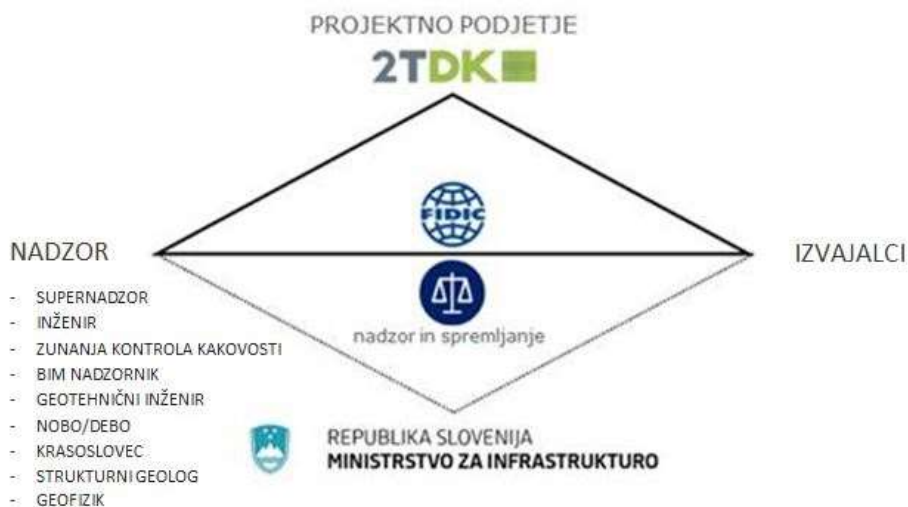 PROJEKTNO PODJETJE
2TDK
FIDIC
NADZOR
IZVAJALCI
- SUPERNADZOR
- INŽENIR
- ZUNANJA KONTROLA KAKOVOSTI
- BIM NADZORNIK
- GEOTEHNIČNI INŽENIR
- NOBO/DEBO
- KRASOSLOVEC
- STRUKTURNI GEOLOG
- GEOFIZIK
nadzor in spremljanje
REPUBLIKA SLOVENIJA
MINISTRSTVO ZA INFRASTRUKTURO